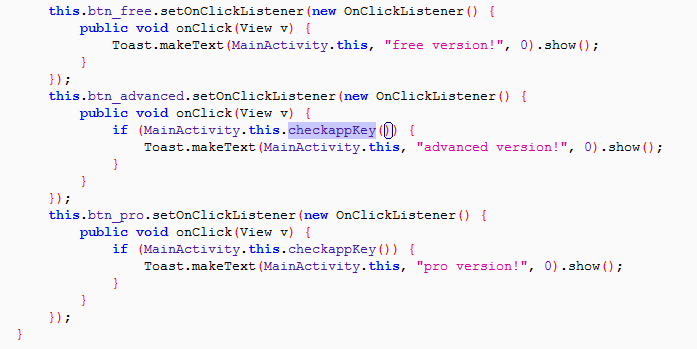 this.btn_free.setOnClickListener(new OnClickListener() {
public void onClick(View v) {
Toast.makeText(MainActivity.this, "free version!", 0).show();
}
});
this.btn_advanced.setOnClickListener(new OnClickListener() {
public void onClick(View v) {
if (MainActivity.this.checkappKey()) {
Toast.makeText(MainActivity.this, "advanced version!", 0).show();
}
}
});
this.btn_pro.setOnClickListener(new OnClickListener() {
public void onClick(View v) {
if (MainActivity.this.checkappKey()) {
Toast.makeText(MainActivity.this, "pro version!", 0).show();
}
}
});
}